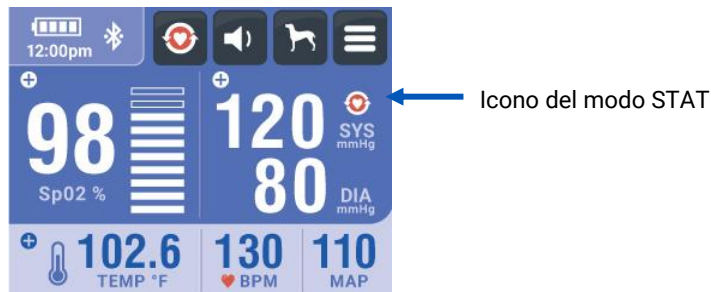 12:00pm
98
Sp02 %
120
SYS
mmHg
80
DIA
mmHg
102.6
TEMP °F
130
BPM
110
MAP
Icono del modo STAT